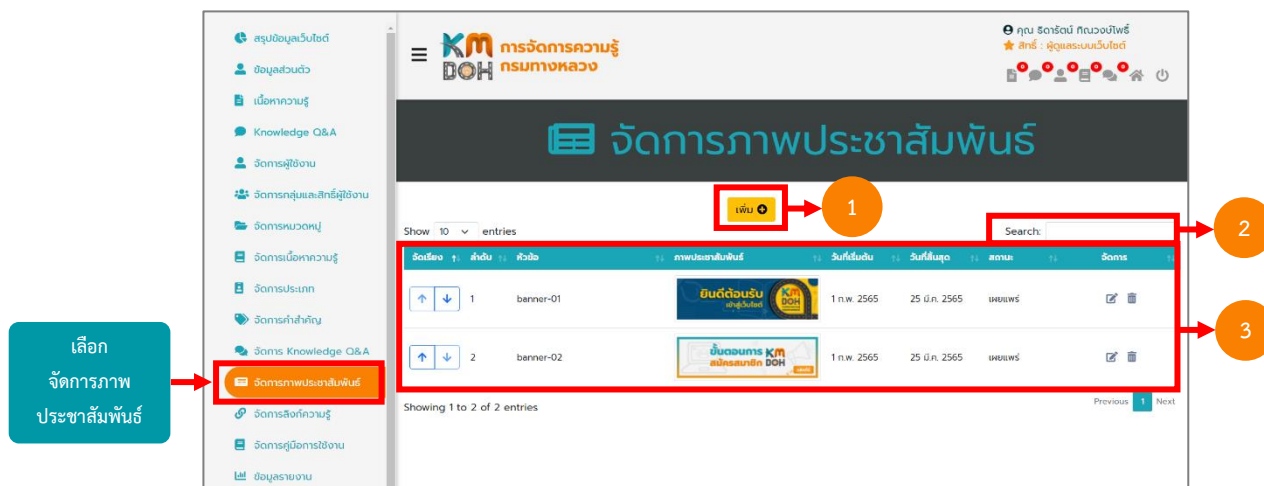 สรุปข้อมูลเว็บไซต์
ข้อมูลส่วนตัว
เนื้อหาความรู้
Knowledge Q&A
จัดการผู้ใช้งาน
จัดการกลุ่มและสิทธิ์ผู้ใช้งาน
จัดการหมวดหมู่
จัดการเนื้อหาความรู้
จัดการประเภท
จัดการคำสำคัญ
จัดการ Knowledge Q&A
จัดการภาพประชาสัมพันธ์
จัดการลิงก์ความรู้
จัดการคู่มือการใช้งาน
ข้อมูลรายงาน
เลือก
จัดการภาพ
ประชาสัมพันธ์
KM DOH
การจัดการความรู้
กรมทางหลวง
คุณ ธิดารัตน์ ทิณวงษ์โพธิ์
สิทธิ์ : ผู้ดูแลระบบเว็บไซต์
0 0 0 0
จัดการภาพประชาสัมพันธ์
เพิ่ม
1
Show 10 entries
Search:
2
จัดเรียง ลำดับ หัวข้อ ภาพประชาสัมพันธ์ วันที่เริ่มต้น วันที่สิ้นสุด สถานะ จัดการ
1 banner-01 ยินดีต้อนรับ เข้าสู่เว็บไซต์ KM DOH 1 ก.พ. 2565 25 มี.ค. 2565 เผยแพร่
2 banner-02 ขั้นตอนการ สมัครสมาชิก KM DOH 1 ก.พ. 2565 25 มี.ค. 2565 เผยแพร่
3
Showing 1 to 2 of 2 entries
Previous 1 Next